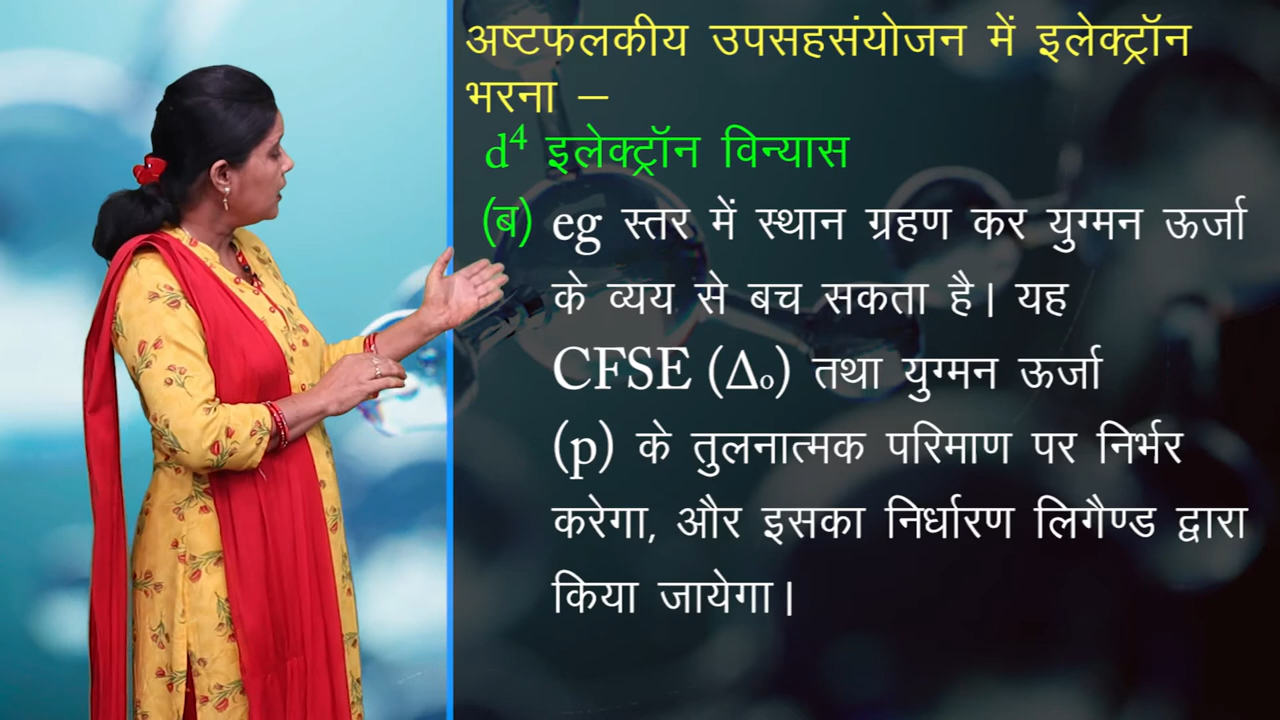 अष्टफलकीय उपसहसंयोजन में इलेक्ट्रॉन
भरना –
d⁴ इलेक्ट्रॉन विन्यास
(ब) eg स्तर में स्थान ग्रहण कर युग्मन ऊर्जा
के व्यय से बच सकता है। यह
CFSE (Δₒ) तथा युग्मन ऊर्जा
(p) के तुलनात्मक परिमाण पर निर्भर
करेगा, और इसका निर्धारण लिगैण्ड द्वारा
किया जायेगा।